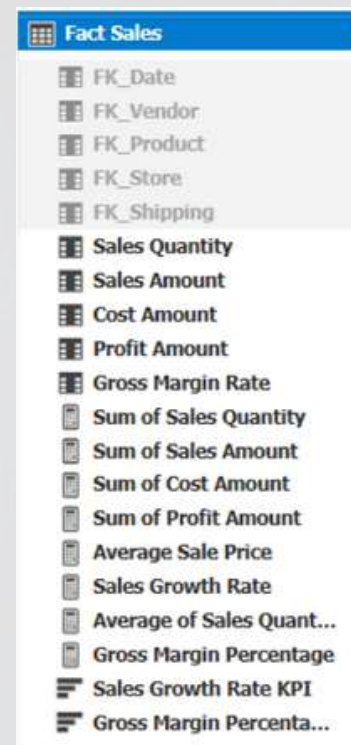 Fact Sales
FK_Date
FK_Vendor
FK_Product
FK_Store
FK_Shipping
Sales Quantity
Sales Amount
Cost Amount
Profit Amount
Gross Margin Rate
Sum of Sales Quantity
Sum of Sales Amount
Sum of Cost Amount
Sum of Profit Amount
Average Sale Price
Sales Growth Rate
Average of Sales Quant...
Gross Margin Percentage
Sales Growth Rate KPI
Gross Margin Percenta...